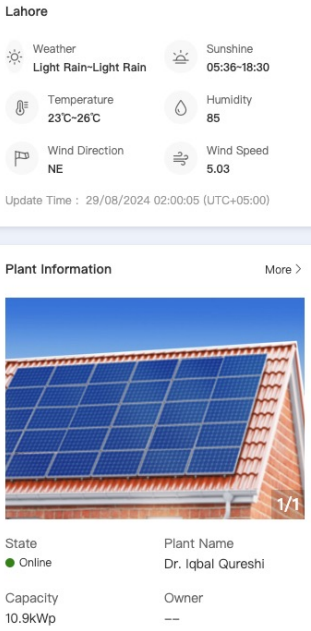 Lahore
Weather
Sunshine
Light Rain~Light Rain
05:36~18:30
Temperature
Humidity
23℃~26℃
85
Wind Direction
Wind Speed
NE
5.03
Update Time : 29/08/2024 02:00:05 (UTC+05:00)
Plant Information
More >
1/1
State
Plant Name
Online
Dr. Iqbal Qureshi
Capacity
Owner
10.9kWp
--